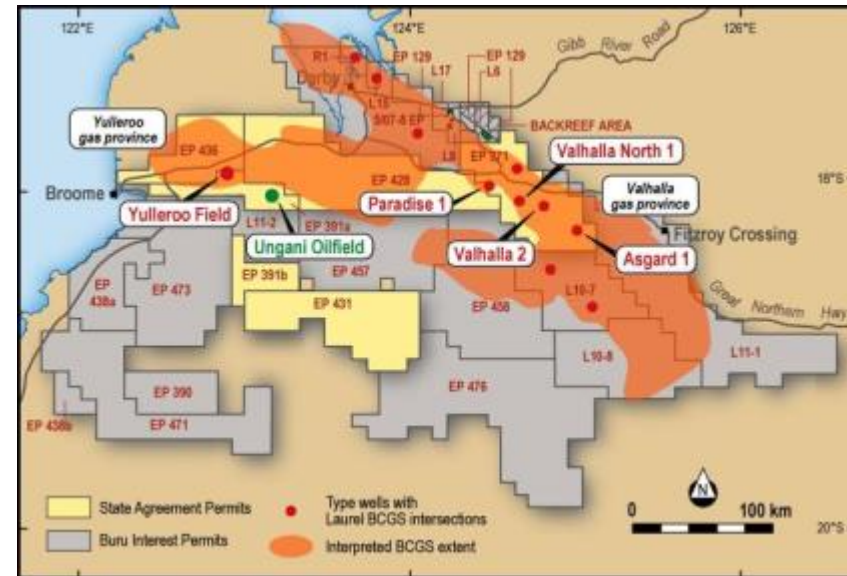 122°E
124°E
126°E
Gibb River Road
R1
EP 129
EP 129
L17
L6
Derby
L15
5/07-8 EP
BACKREEF AREA
L8
EP 371
Yulleroo
gas province
EP 436
Valhalla North 1
18°S
EP 428
Valhalla
gas province
Broome
Paradise 1
Yulleroo Field
L11-2
EP 391a
Fitzroy Crossing
Ungani Oilfield
Valhalla 2
Asgard 1
EP 391b
EP 457
EP
438a
EP 473
L10-7
Great Northern Hwy
EP 431
EP 458
L10-8
L11-1
EP 390
EP 476
EP 438b
EP 471
State Agreement Permits
Type wells with
Laurel BCGS intersections
N
0
100 km
Buru Interest Permits
Interpreted BCGS extent
20°S